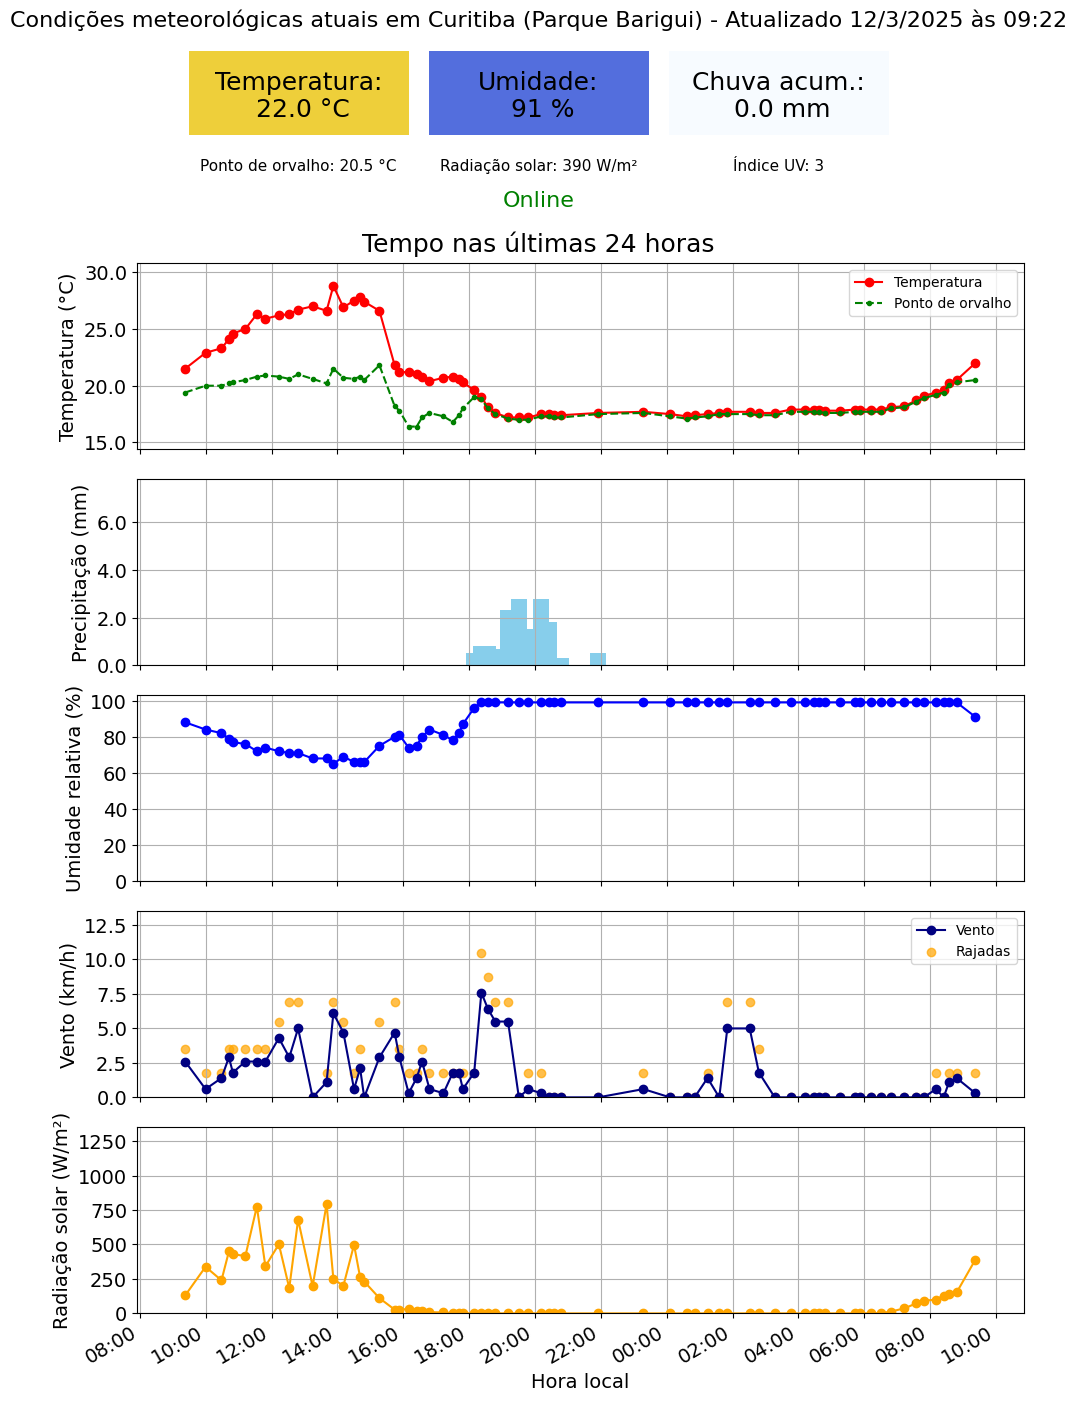 Condições meteorológicas atuais em Curitiba (Parque Barigui) - Atualizado 12/3/2025 às 09:22
Temperatura:
22.0 °C
Umidade:
91 %
Chuva acum.:
0.0 mm
Ponto de orvalho: 20.5 °C
Radiação solar: 390 W/m²
Índice UV: 3
Online
Tempo nas últimas 24 horas
Temperatura (°C)
30.0
25.0
20.0
15.0
Temperatura
Ponto de orvalho
Precipitação (mm)
6.0
4.0
2.0
0.0
Umidade relativa (%)
100
80
60
40
20
0
Vento (km/h)
12.5
10.0
7.5
5.0
2.5
0.0
Vento
Rajadas
Radiação solar (W/m²)
1250
1000
750
500
250
0
08:00
10:00
12:00
14:00
16:00
18:00
20:00
22:00
00:00
02:00
04:00
06:00
08:00
10:00
Hora local